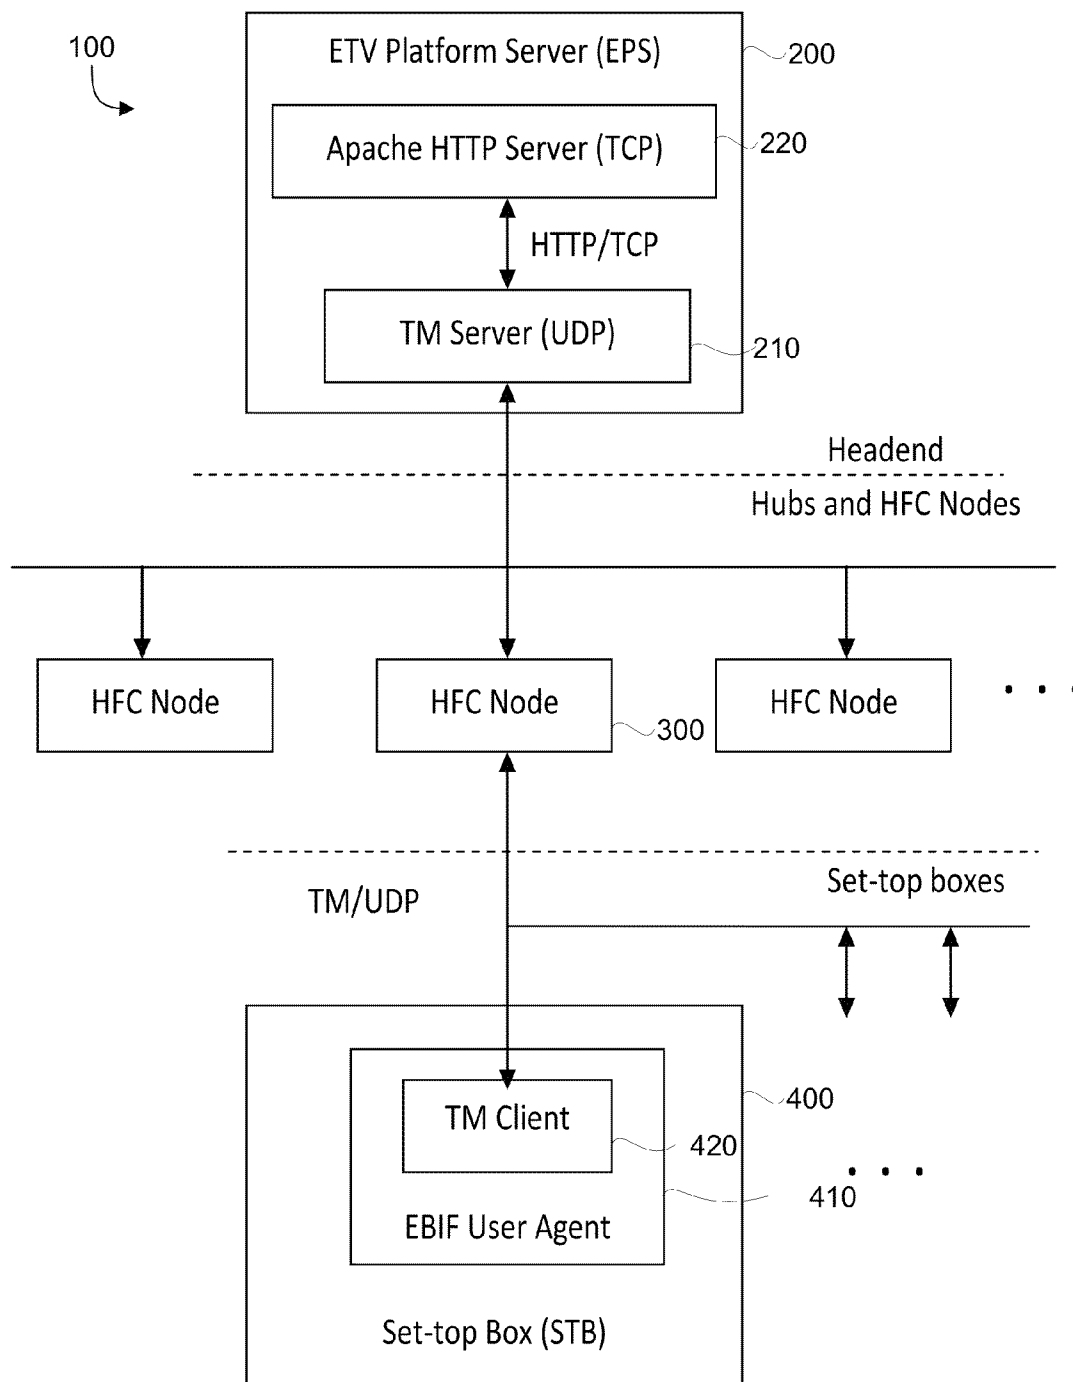 100
ETV Platform Server (EPS)
200
Apache HTTP Server (TCP)
220
HTTP/TCP
TM Server (UDP)
210
Headend
Hubs and HFC Nodes
HFC Node
HFC Node
HFC Node
300
. . .
TM/UDP
Set-top boxes
400
TM Client
420
. . .
410
EBIF User Agent
Set-top Box (STB)